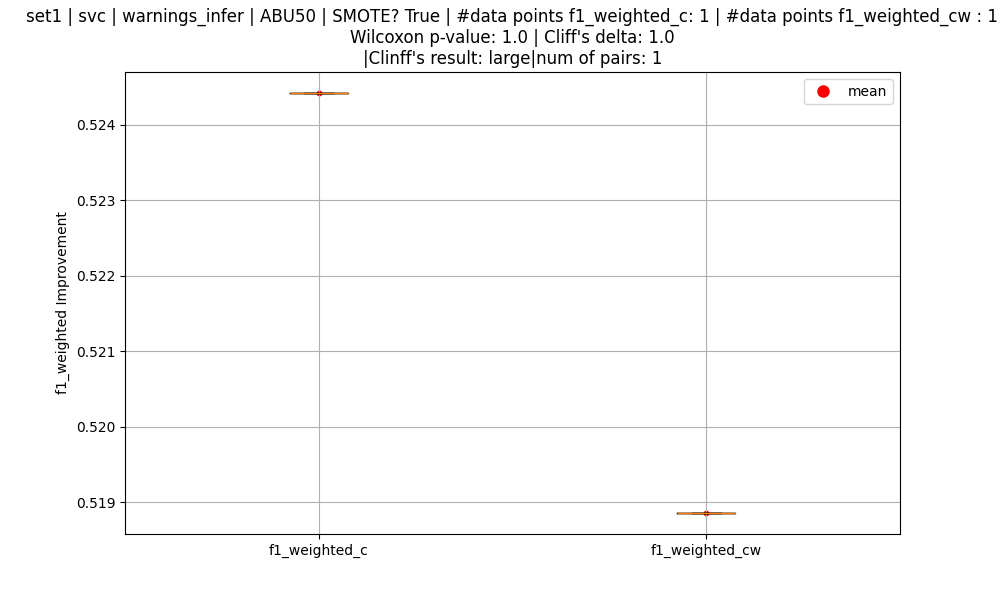 set1 | svc | warnings_infer | ABU50 | SMOTE? True | #data points f1_weighted_c: 1 | #data points f1_weighted_cw : 1
Wilcoxon p-value: 1.0 | Cliff's delta: 1.0
|Clinff's result: large|num of pairs: 1
mean
0.524
0.523
0.522
0.521
0.520
0.519
f1_weighted Improvement
f1_weighted_c
f1_weighted_cw